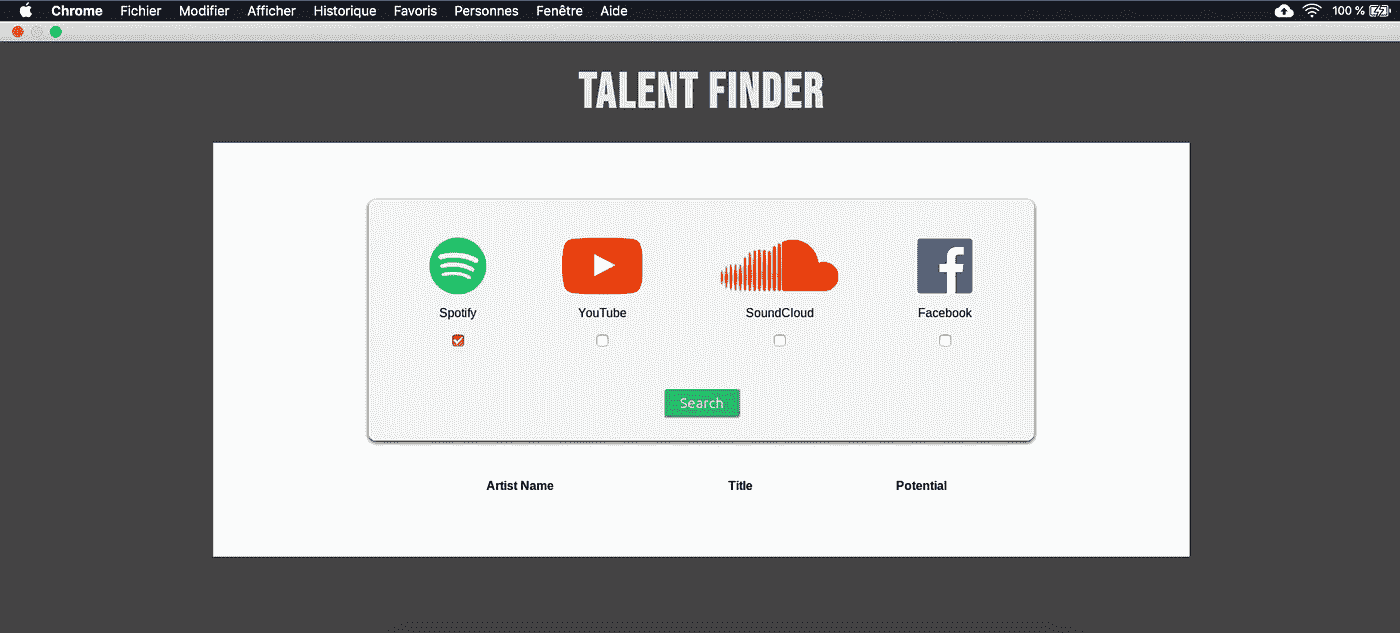 Chrome Fichier Modifier Afficher Historique Favoris Personnes Fenêtre Aide 100 %
TALENT FINDER
Spotify YouTube SoundCloud Facebook
Search
Artist Name Title Potential